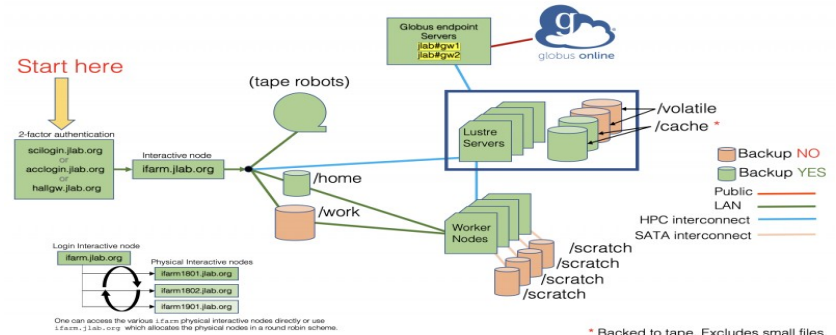 Globus endpoint
Servers
jlab#gw1
jlab#gw2
g
globus online
Start here
(tape robots)
2-factor authentication
scilogin.jlab.org
or
acclogin.jlab.org
or
hallgw.jlab.org
Interactive node
ifarm.jlab.org
/home
/work
Lustre
Servers
/volatile
/cache *
Backup NO
Backup YES
Public
LAN
HPC interconnect
SATA interconnect
Worker
Nodes
/scratch
/scratch
/scratch
/scratch
Login Interactive node
ifarm.jlab.org
Physical Interactive nodes
ifarm1801.jlab.org
ifarm1802.jlab.org
ifarm1901.jlab.org
One can access the various ifarm physical interactive nodes directly or use
ifarm.jlab.org which allocates the physical nodes in a round robin scheme.
* Backed to tape. Excludes small files